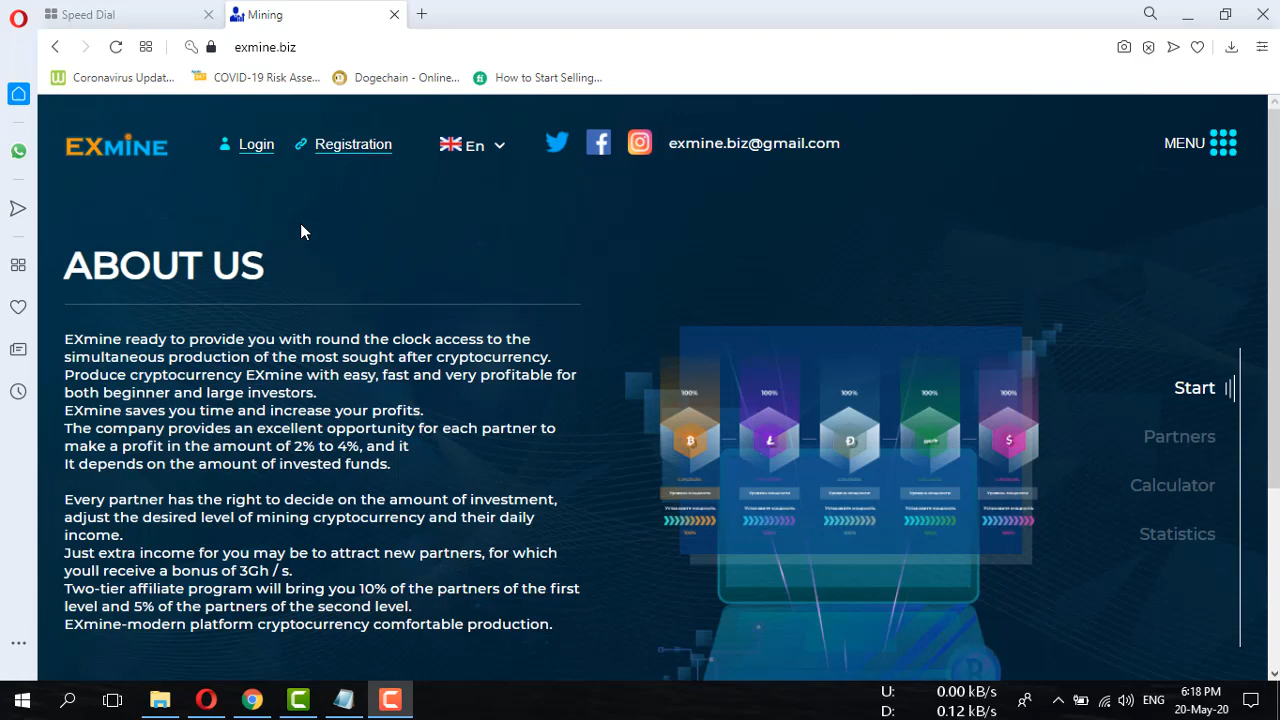 Speed Dial
Mining
exmine.biz
Coronavirus Updat...
COVID-19 Risk Asse...
Dogechain - Online...
How to Start Selling...
EXMINE
Login
Registration
En
exmine.biz@gmail.com
MENU
ABOUT US
EXmine ready to provide you with round the clock access to the
simultaneous production of the most sought after cryptocurrency.
Produce cryptocurrency EXmine with easy, fast and very profitable for
both beginner and large investors.
EXmine saves you time and increase your profits.
The company provides an excellent opportunity for each partner to
make a profit in the amount of 2% to 4%, and it
It depends on the amount of invested funds.
Every partner has the right to decide on the amount of investment,
adjust the desired level of mining cryptocurrency and their daily
income.
Just extra income for you may be to attract new partners, for which
youll receive a bonus of 3Gh / s.
Two-tier affiliate program will bring you 10% of the partners of the first
level and 5% of the partners of the second level.
EXmine-modern platform cryptocurrency comfortable production.
100% 100% 100% 100% 100%
Start
Partners
Calculator
Statistics
U: 0.00 kB/s
D: 0.12 kB/s
ENG
6:18 PM
20-May-20